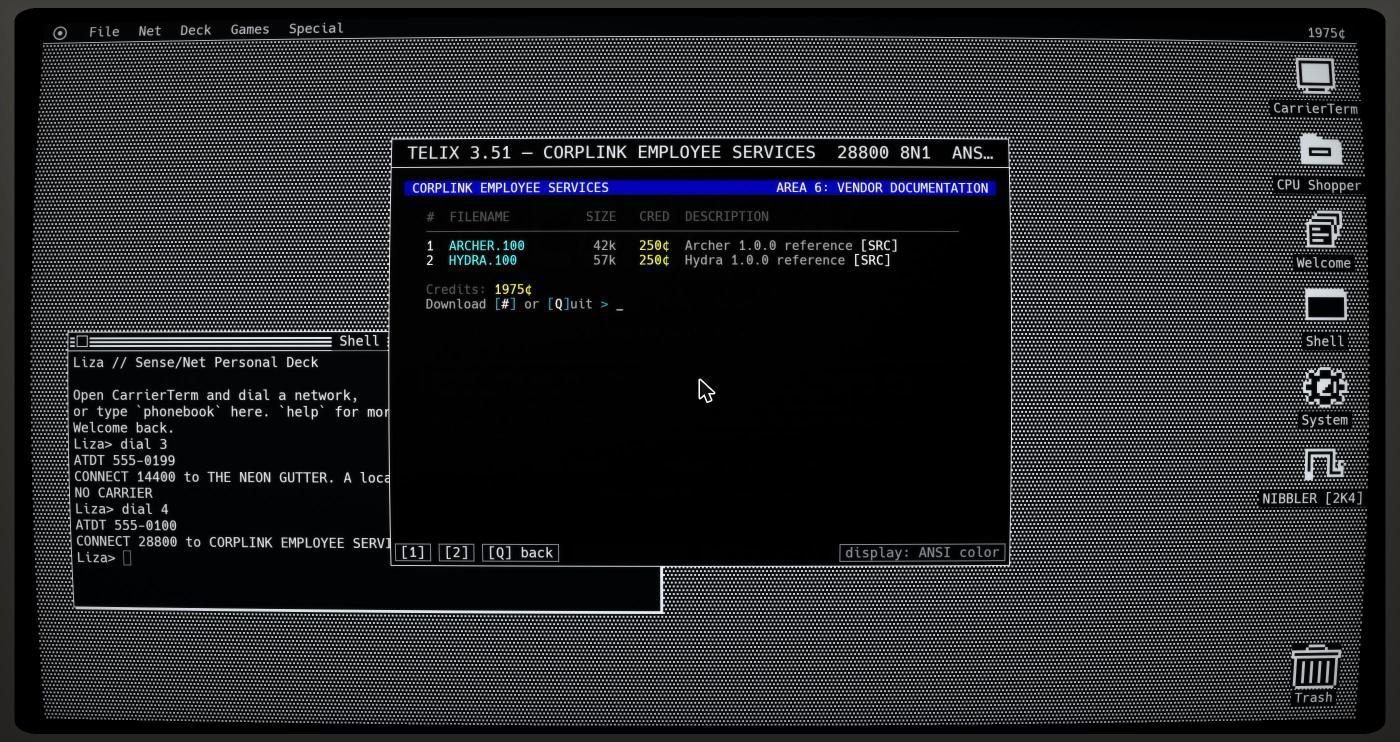 File Net Deck Games Special 1975¢
CarrierTerm
CPU Shopper
Welcome
Shell
System
NIBBLER [2K4]
Trash
TELIX 3.51 — CORPLINK EMPLOYEE SERVICES 28800 8N1 ANS…
CORPLINK EMPLOYEE SERVICES AREA 6: VENDOR DOCUMENTATION
# FILENAME SIZE CRED DESCRIPTION
1 ARCHER.100 42k 250¢ Archer 1.0.0 reference [SRC]
2 HYDRA.100 57k 250¢ Hydra 1.0.0 reference [SRC]
Credits: 1975¢
Download [#] or [Q]uit > _
[1] [2] [Q] back display: ANSI color
Shell
Liza // Sense/Net Personal Deck
Open CarrierTerm and dial a network,
or type `phonebook` here. `help` for mor
Welcome back.
Liza> dial 3
ATDT 555-0199
CONNECT 14400 to THE NEON GUTTER. A loca
NO CARRIER
Liza> dial 4
ATDT 555-0100
CONNECT 28800 to CORPLINK EMPLOYEE SERVI
Liza>